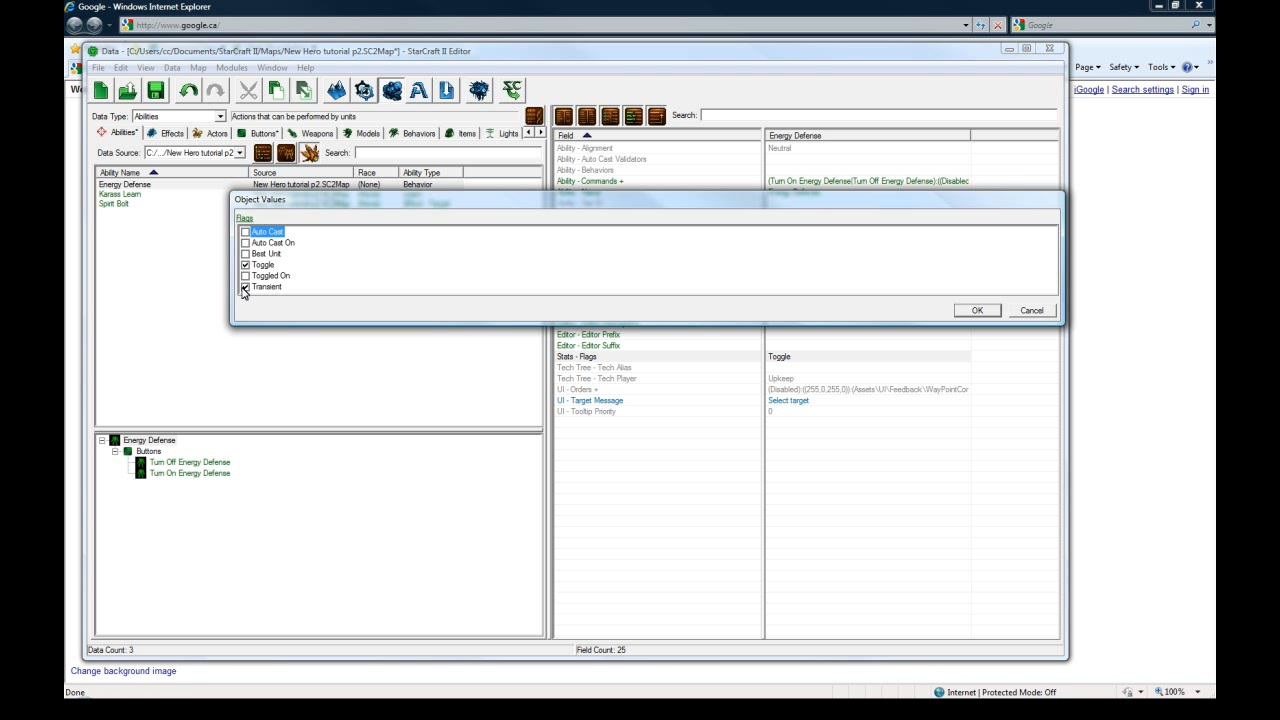 Google - Windows Internet Explorer
http://www.google.ca/
Google
Page Safety Tools
iGoogle | Search settings | Sign in
Data - [C:/Users/cc/Documents/StarCraft II/Maps/New Hero tutorial p2.SC2Map*] - StarCraft II Editor
File Edit View Data Map Modules Window Help
Data Type: Abilities Actions that can be performed by units
Search:
Abilities* Effects Actors Buttons* Weapons Models Behaviors Items Lights
Data Source: C:/.../New Hero tutorial p2 Search:
Ability Name Source Race Ability Type
Energy Defense New Hero tutorial p2.SC2Map (None) Behavior
Karass Learn
Spirit Bolt
Field Energy Defense
Ability - Alignment Neutral
Ability - Auto Cast Validators
Ability - Behaviors
Ability - Commands + (Turn On Energy Defense|Turn Off Energy Defense):((Disabled
Object Values
Flags
Auto Cast
Auto Cast On
Best Unit
Toggle
Toggled On
Transient
OK Cancel
Editor - Editor Prefix
Editor - Editor Suffix
Stats - Flags Toggle
Tech Tree - Tech Alias
Tech Tree - Tech Player Upkeep
UI - Orders + (Disabled):((255,0,255,0)):(Assets\UI\Feedback\WayPointCor
UI - Target Message Select target
UI - Tooltip Priority 0
Energy Defense
Buttons
Turn Off Energy Defense
Turn On Energy Defense
Data Count: 3 Field Count: 25
Change background image
Done Internet | Protected Mode: Off 100%